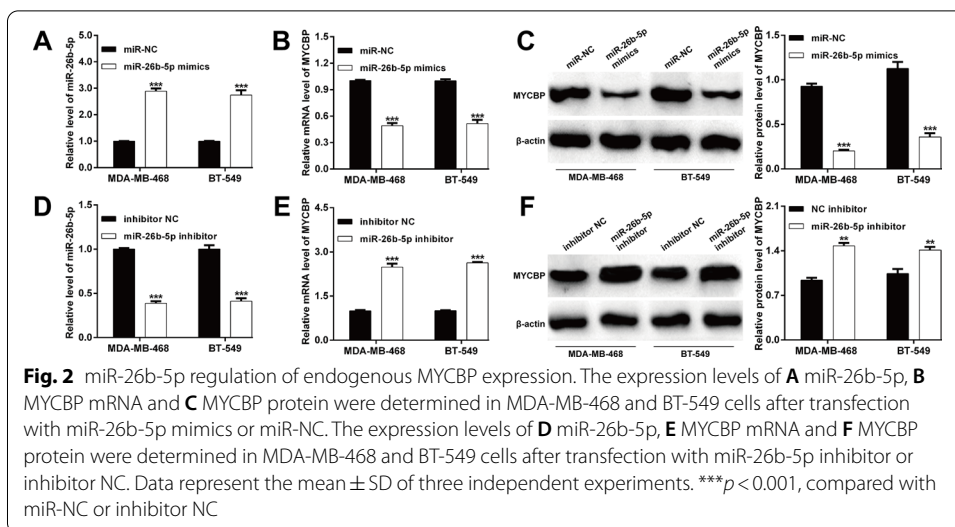 A
miR-NC
miR-26b-5p mimics
Relative level of miR-26b-5p
5.0
4.0
3.0
2.0
1.0
0.0
***
***
MDA-MB-468
BT-549
B
miR-NC
miR-26b-5p mimics
Relative mRNA level of MYCBP
1.5
1.2
0.9
0.6
0.3
0.0
***
***
MDA-MB-468
BT-549
C
miR-NC
miR-26b-5p
mimics
miR-NC
miR-26b-5p
mimics
MYCBP
β-actin
MDA-MB-468
BT-549
miR-NC
miR-26b-5p mimics
Relative protein level of MYCBP
1.5
1.0
0.5
0.0
***
***
MDA-MB-468
BT-549
D
inhibitor NC
miR-26b-5p inhibitor
Relative level of miR-26b-5p
1.5
1.0
0.5
0.0
***
***
MDA-MB-468
BT-549
E
inhibitor NC
miR-26b-5p inhibitor
Relative mRNA level of MYCBP
4.5
3.0
1.5
0.0
***
***
MDA-MB-468
BT-549
F
inhibitor NC
miR-26b-5p
inhibitor
inhibitor NC
miR-26b-5p
inhibitor
MYCBP
β-actin
MDA-MB-468
BT-549
NC inhibitor
miR-26b-5p inhibitor
Relative protein level of MYCBP
2.1
1.4
0.7
0.0
**
**
MDA-MB-468
BT-549
Fig. 2 miR-26b-5p regulation of endogenous MYCBP expression. The expression levels of A miR-26b-5p, B
MYCBP mRNA and C MYCBP protein were determined in MDA-MB-468 and BT-549 cells after transfection
with miR-26b-5p mimics or miR-NC. The expression levels of D miR-26b-5p, E MYCBP mRNA and F MYCBP
protein were determined in MDA-MB-468 and BT-549 cells after transfection with miR-26b-5p inhibitor or
inhibitor NC. Data represent the mean ± SD of three independent experiments. ***p < 0.001, compared with
miR-NC or inhibitor NC